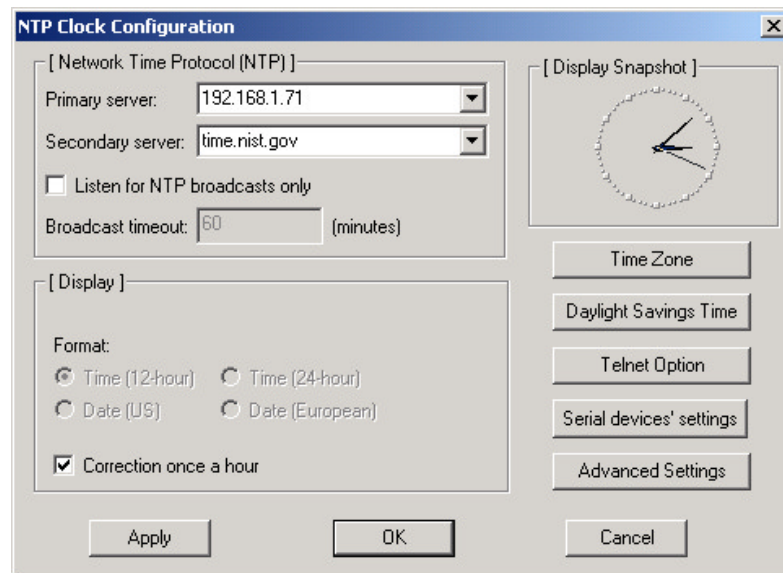 NTP Clock Configuration
[ Network Time Protocol (NTP) ]
Primary server: 192.168.1.71
Secondary server: time.nist.gov
Listen for NTP broadcasts only
Broadcast timeout: 60 (minutes)
[ Display Snapshot ]
Time Zone
Daylight Savings Time
Telnet Option
Serial devices' settings
Advanced Settings
[ Display ]
Format:
Time (12-hour) Time (24-hour)
Date (US) Date (European)
Correction once a hour
Apply OK Cancel